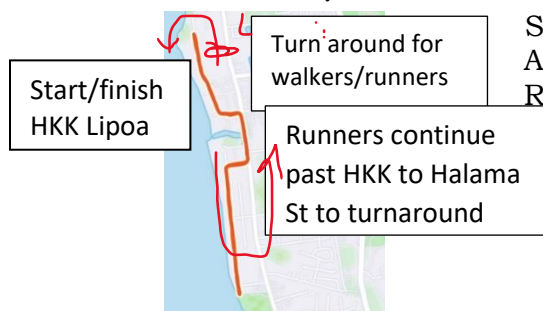 Turn around for
walkers/runners
S
A
R
Start/finish
HKK Lipoa
Runners continue
past HKK to Halama
St to turnaround